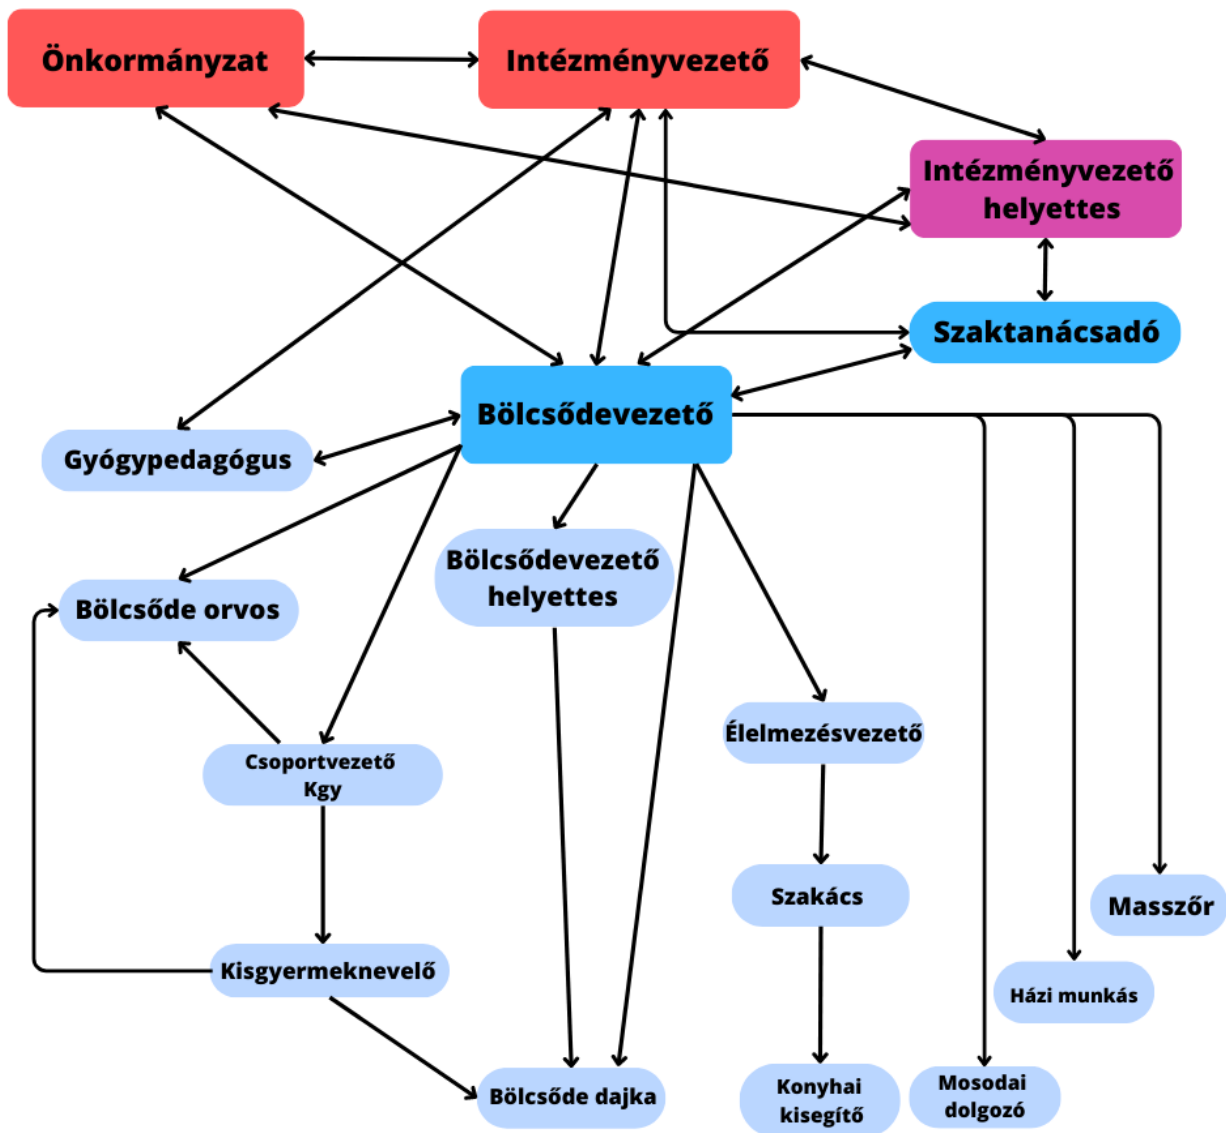 Önkormányzat
Intézményvezető
Intézményvezető
helyettes
Szaktanácsadó
Bölcsődevezető
Gyógypedagógus
Bölcsődevezető
helyettes
Bölcsőde orvos
Élelmezésvezető
Csoportvezető
Kgy
Szakács
Masszőr
Kisgyermeknevelő
Házi munkás
Bölcsőde dajka
Konyhai
kisegítő
Mosodai
dolgozó